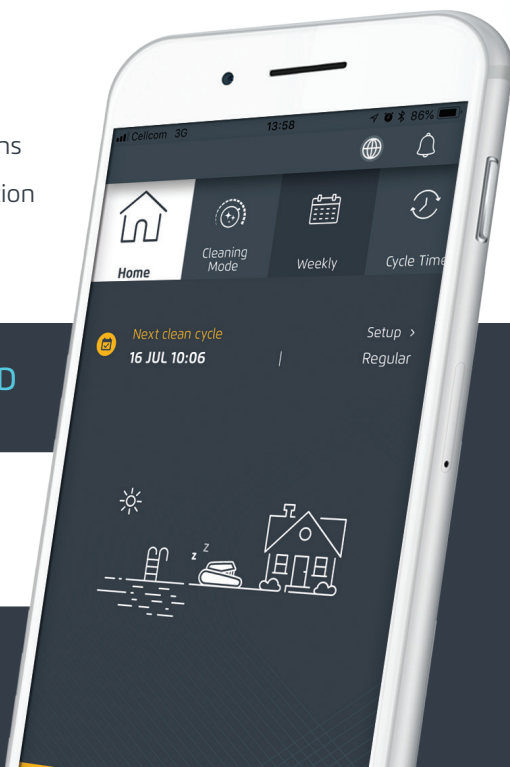 ns
tion
D
Cellcom 3G 13:58 86%
Home
Cleaning
Mode
Weekly
Cycle Time
Next clean cycle
16 JUL 10:06 | Setup >
Regular
z z